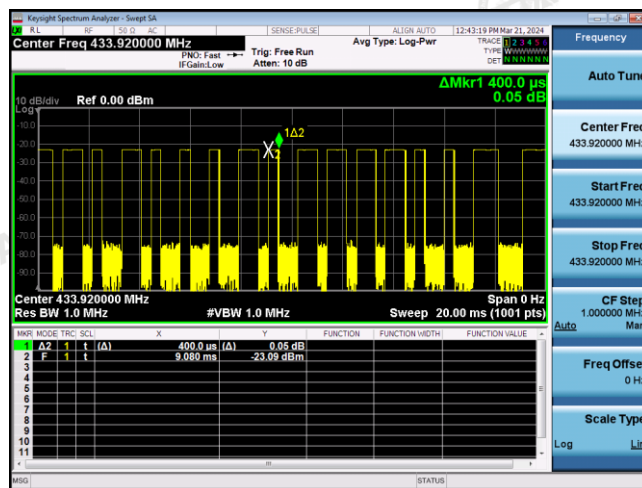 Keysight Spectrum Analyzer - Swept SA
RL RF 50 Ω AC SENSE:PULSE ALIGN AUTO 12:43:19 PM Mar 21, 2024
Center Freq 433.920000 MHz
PNO: Fast
IFGain:Low
Trig: Free Run
Atten: 10 dB
Avg Type: Log-Pwr
TRACE 1 2 3 4 5 6
TYPE W
DET N N N N N N
ΔMkr1 400.0 µs
0.05 dB
10 dB/div Ref 0.00 dBm
Log
-10.0
-20.0
-30.0
-40.0
-50.0
-60.0
-70.0
-80.0
-90.0
1Δ2
2
Center 433.920000 MHz Span 0 Hz
Res BW 1.0 MHz #VBW 1.0 MHz Sweep 20.00 ms (1001 pts)
MKR MODE TRC SCL X Y FUNCTION FUNCTION WIDTH FUNCTION VALUE
1 Δ2 1 t (Δ) 400.0 µs (Δ) 0.05 dB
2 F 1 t 9.080 ms -23.09 dBm
3
4
5
6
7
8
9
10
11
MSG STATUS
Frequency
Auto Tune
Center Freq
433.920000 MHz
Start Freq
433.920000 MHz
Stop Freq
433.920000 MHz
CF Step
1.000000 MHz
Auto Man
Freq Offset
0 Hz
Scale Type
Log Lin